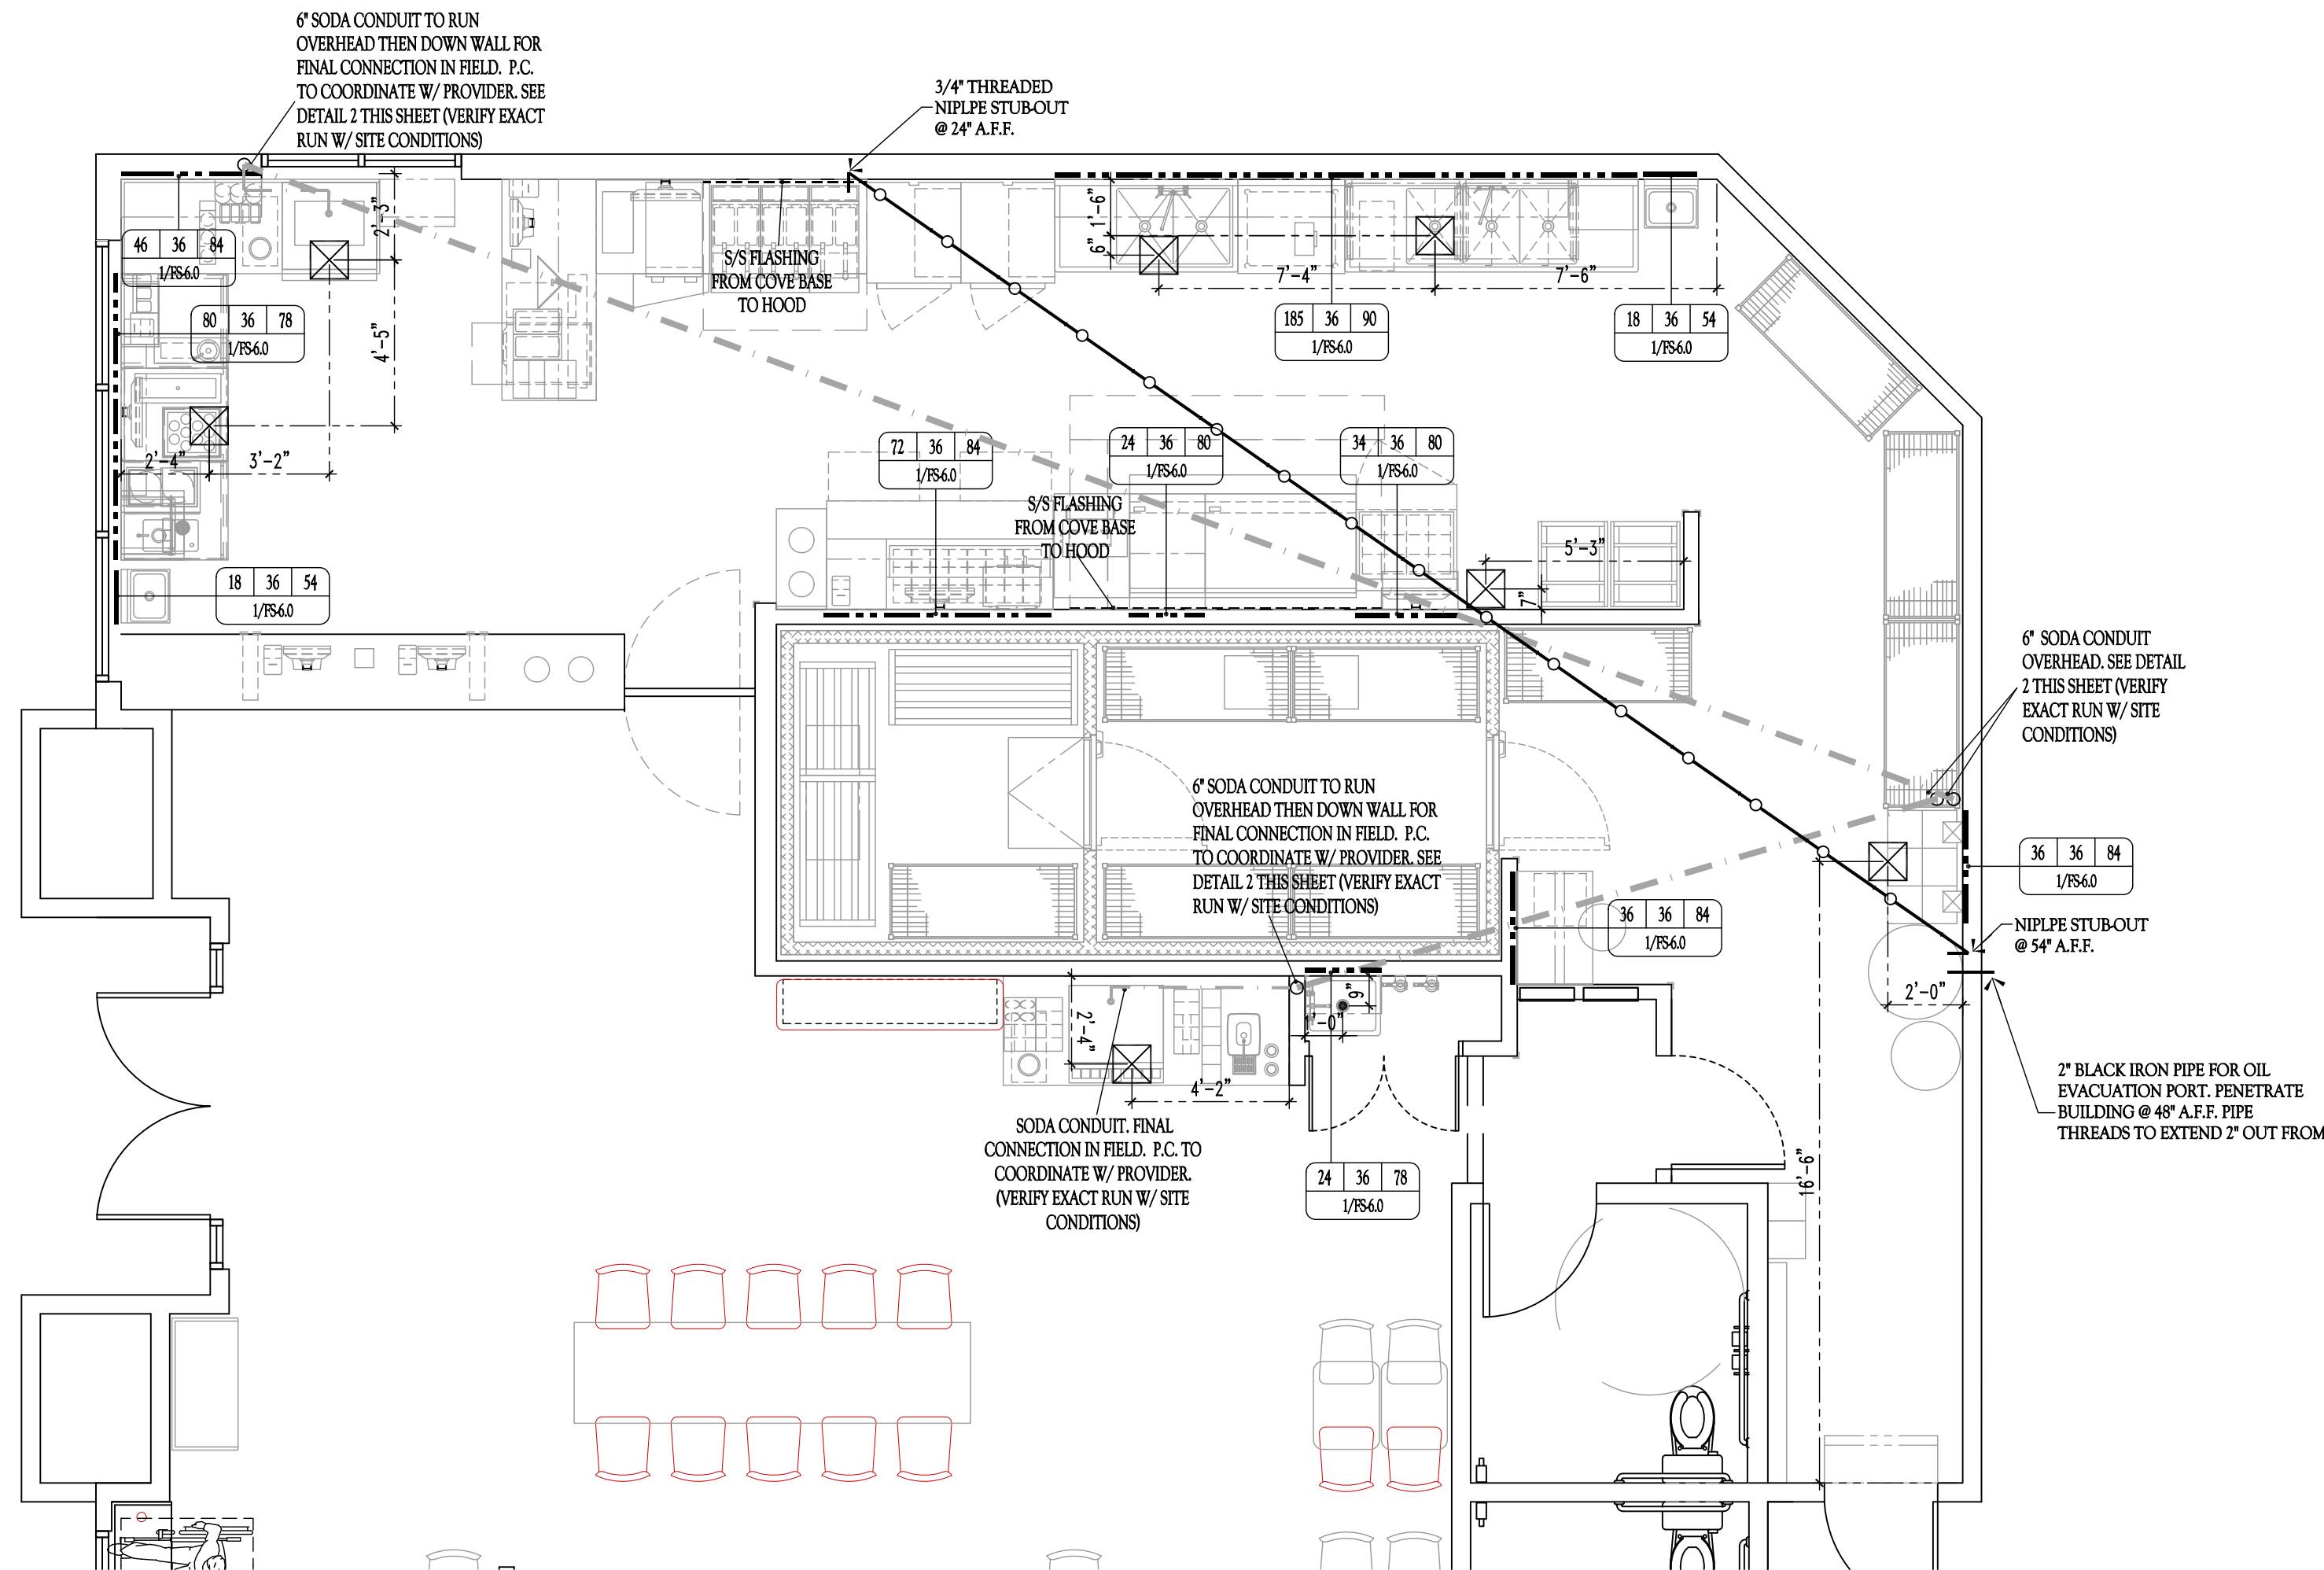 6" SODA CONDUIT TO RUN
OVERHEAD THEN DOWN WALL FOR
FINAL CONNECTION IN FIELD. P.C.
TO COORDINATE W/ PROVIDER. SEE
DETAIL 2 THIS SHEET (VERIFY EXACT
RUN W/ SITE CONDITIONS)
3/4" THREADED
NIPLPE STUB-OUT
@ 24" A.F.F.
46 36 84
1/FS-6.0
2'-3"
80 36 78
1/FS-6.0
4'-5"
2'-4" 3'-2"
18 36 54
1/FS-6.0
S/S FLASHING
FROM COVE BASE
TO HOOD
1'-6"
6"
7'-4" 7'-6"
185 36 90
1/FS-6.0
18 36 54
1/FS-6.0
72 36 84
1/FS-6.0
24 36 80
1/FS-6.0
34 36 80
1/FS-6.0
S/S FLASHING
FROM COVE BASE
TO HOOD
5'-3"
7"
6" SODA CONDUIT
OVERHEAD. SEE DETAIL
2 THIS SHEET (VERIFY
EXACT RUN W/ SITE
CONDITIONS)
6" SODA CONDUIT TO RUN
OVERHEAD THEN DOWN WALL FOR
FINAL CONNECTION IN FIELD. P.C.
TO COORDINATE W/ PROVIDER. SEE
DETAIL 2 THIS SHEET (VERIFY EXACT
RUN W/ SITE CONDITIONS)
36 36 84
1/FS-6.0
36 36 84
1/FS-6.0
NIPLPE STUB-OUT
@ 54" A.F.F.
2'-0"
9"
1'-0"
2'-4"
4'-2"
2" BLACK IRON PIPE FOR OIL
EVACUATION PORT. PENETRATE
BUILDING @ 48" A.F.F. PIPE
THREADS TO EXTEND 2" OUT FROM
SODA CONDUIT. FINAL
CONNECTION IN FIELD. P.C. TO
COORDINATE W/ PROVIDER.
(VERIFY EXACT RUN W/ SITE
CONDITIONS)
24 36 78
1/FS-6.0
16'-6"